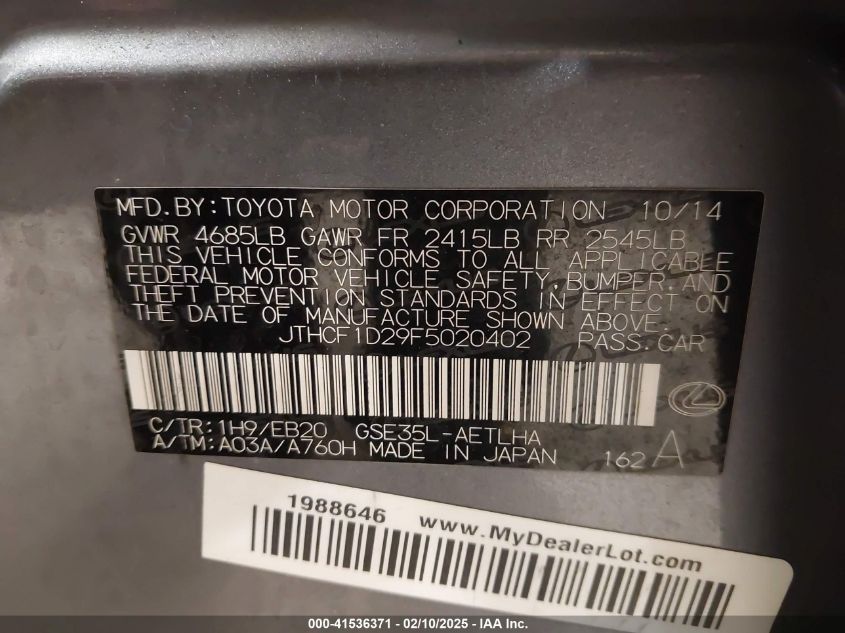 MFD.BY:TOYOTA MOTOR CORPORATION 10/14
GVWR 4685LB GAWR FR 2415LB RR 2545LB
THIS VEHICLE CONFORMS TO ALL APPLICABLE
FEDERAL MOTOR VEHICLE SAFETY,BUMPER,AND
THEFT PREVENTION STANDARDS IN EFFECT ON
THE DATE OF MANUFACTURE SHOWN ABOVE.
JTHCF1D29F5020402 PASS.CAR
C/TR:1H9/EB20 GSE35L-AETLHA
A/TM:A03A/A760H MADE IN JAPAN 162 A
1988646 www.MyDealerLot.com
000-41536371 - 02/10/2025 - IAA Inc.